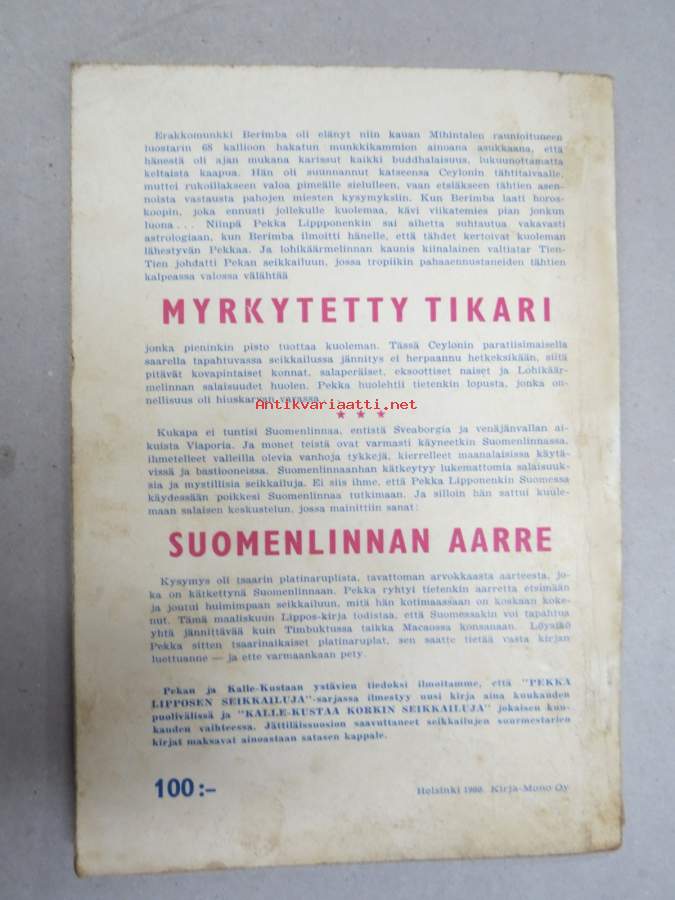 Erakkomunkki Berimba oli elänyt niin kauan Mihintalen raunioituneen
luostarin 68 kallioon hakatun munkkikammion ainoana asukkaana, että
hänestä oli ajan mukana karissut kaikki buddhalaisuus, lukuunottamatta
keltaista kaapua. Hän oli suunnannut katseensa Ceylonin tähtitaivaalle,
muttei rukoillakseen valoa pimeälle sielulleen, vaan etsiäkseen tähtien asen-
noista vastausta pahojen miesten kysymyksiin. Kun Berimba laati horos-
koopin, joka ennusti jollekulle kuolemaa, kävi viikatemies pian jonkun
luona... Niinpä Pekka Lippponenkin sai aihetta suhtautua vakavasti
astrologiaan, kun Berimba ilmoitti hänelle, että tähdet kertoivat kuoleman
lähestyvän Pekkaa. Ja lohikäärmelinnan kaunis kiinalainen valtiatar Tien-
Tien johdatti Pekan seikkailuun, jossa tropiikin pahaaennustaneiden tähtien
kalpeassa valossa välähtää
MYRKYTETTY TIKARI
jonka pieninkin pisto tuottaa kuoleman. Tässä Ceylonin paratiisimaisella
saarella tapahtuvassa seikkailussa jännitys ei herpaannu hetkeksikään, siitä
pitävät kovapintaiset konnat, salaperäiset, eksoottiset naiset ja Lohikäär-
melinnan salaisuudet huolen. Pekka huolehtii tietenkin lopusta, jonka on-
nellisuus oli hiuskarvan varassa
Antikvariaatti.net
* * *
Kukapa ei tuntisi Suomenlinnaa, entistä Sveaborgia ja venäjänvallan ai-
kuista Viaporia. Ja monet teistä ovat varmasti käyneetkin Suomenlinnassa,
ihmetelleet valleilla olevia vanhoja tykkejä, kierrelleet maanalaisissa käytä-
vissä ja bastiooneissa. Suomenlinnaanhan kätkeytyy lukemattomia salaisuuk-
sia ja mystillisiä seikkailuja. Ei siis ihme, että Pekka Lipponenkin Suomessa
käydessään poikkesi Suomenlinnaa tutkimaan. Ja silloin hän sattui kuule-
maan salaisen keskustelun, jossa mainittiin sanat:
SUOMENLINNAN AARRE
Kysymys oli tsaarin platinaruplista, tavattoman arvokkaasta aarteesta, jo-
ka on kätkettynä Suomenlinnaan. Pekka ryhtyi tietenkin aarretta etsimään
ja joutui huimimpaan seikkailuun, mitä hän kotimaassaan on koskaan koke-
nut. Tämä maaliskuun Lippos-kirja todistaa, että Suomessakin voi tapahtua
yhtä jännittävää kuin Timbuktussa taikka Macaossa konsanaan. Löysikö
Pekka sitten tsaarinaikaiset platinaruplat, sen saatte tietää vasta kirjan
luettuanne — ja ette varmaankaan pety.
Pekan ja Kalle-Kustaan ystävien tiedoksi ilmoitamme, että "PEKKA
LIPPOSEN SEIKKAILUJA"-sarjassa ilmestyy uusi kirja aina kuukauden
puolivälissä ja "KALLE-KUSTAA KORKIN SEIKKAILUJA" jokaisen kuu-
kauden vaihteessa. Jättiläissuosion saavuttaneet seikkailujen suurmestarien
kirjat maksavat ainoastaan satasen kappale.
100:–
Helsinki 1960. Kirja-Mono Oy